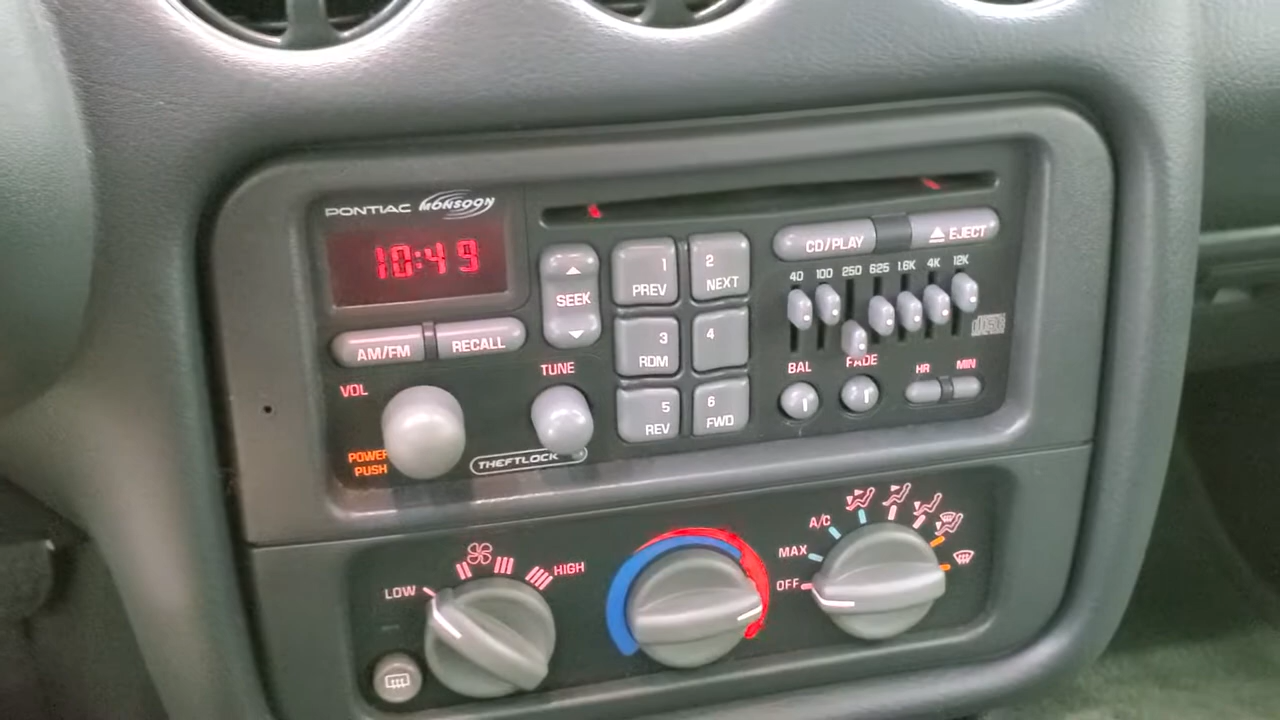 PONTIAC MONSOON
10:49
AM/FM RECALL
VOL
POWER
PUSH
SEEK
TUNE
THEFTLOCK
1
PREV
2
NEXT
3
RDM
4
5
REV
6
FWD
CD/PLAY
EJECT
40 100 250 625 1.6K 4K 12K
BAL FADE
HR MIN
LOW
HIGH
OFF
MAX
A/C